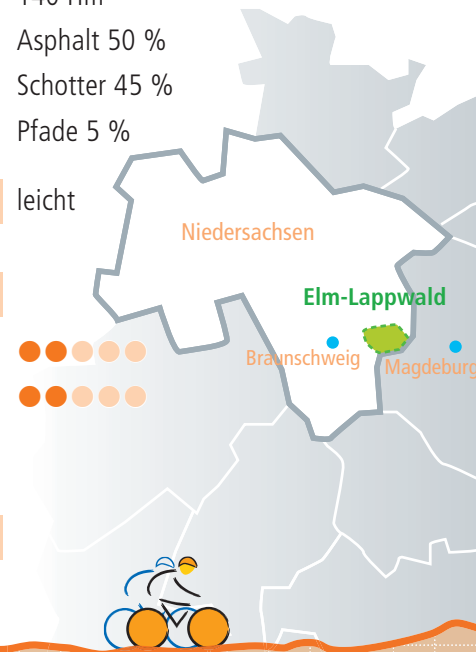 Asphalt 50 %
Schotter 45 %
Pfade 5 %
leicht
Niedersachsen
Elm-Lappwald
Braunschweig
Magdeburg